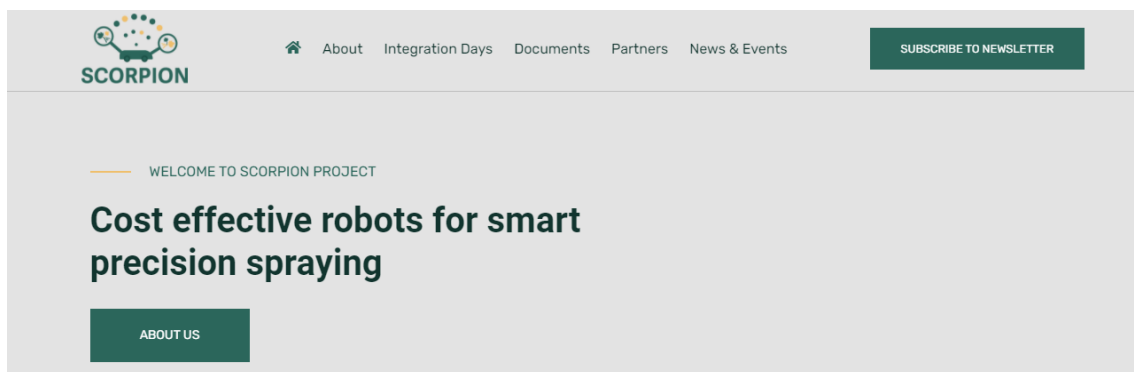 SCORPION
About Integration Days Documents Partners News & Events
SUBSCRIBE TO NEWSLETTER
WELCOME TO SCORPION PROJECT
Cost effective robots for smart
precision spraying
ABOUT US